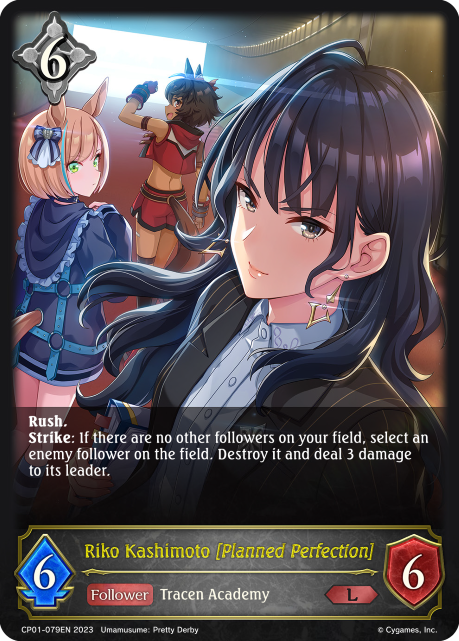 6
Rush.
Strike: If there are no other followers on your field, select an
enemy follower on the field. Destroy it and deal 3 damage
to its leader.
Riko Kashimoto [Planned Perfection]
6
6
Follower Tracen Academy L
CP01-079EN 2023 Umamusume: Pretty Derby © Cygames, Inc.